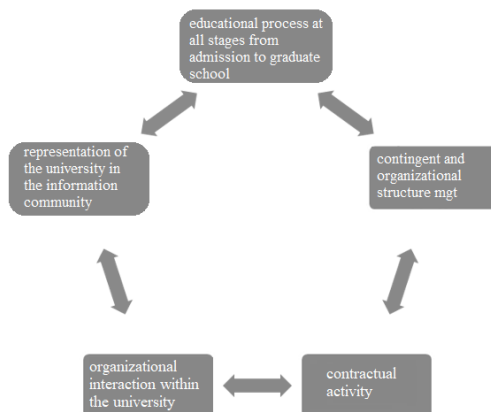 educational process at
all stages from
admission to graduate
school
representation of
the university in
the information
community
contingent and
organizational
structure mgt
organizational
interaction within
the university
contractual
activity